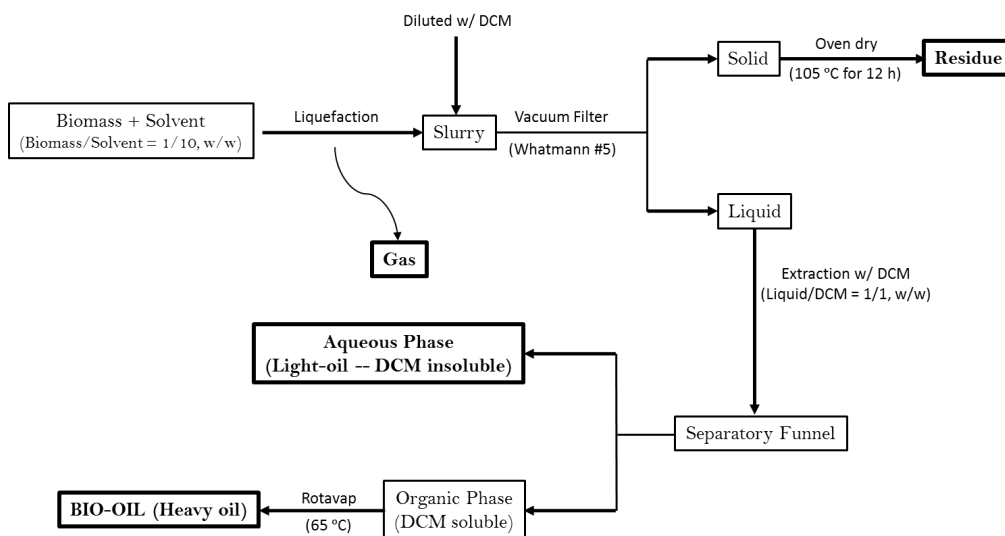 Diluted w/ DCM
Biomass + Solvent
(Biomass/Solvent = 1/10, w/w)
Liquefaction
Slurry
Vacuum Filter
(Whatmann #5)
Solid
Oven dry
(105 °C for 12 h)
Residue
Liquid
Gas
Extraction w/ DCM
(Liquid/DCM = 1/1, w/w)
Aqueous Phase
(Light-oil -- DCM insoluble)
Separatory Funnel
BIO-OIL (Heavy oil)
Rotavap
(65 °C)
Organic Phase
(DCM soluble)